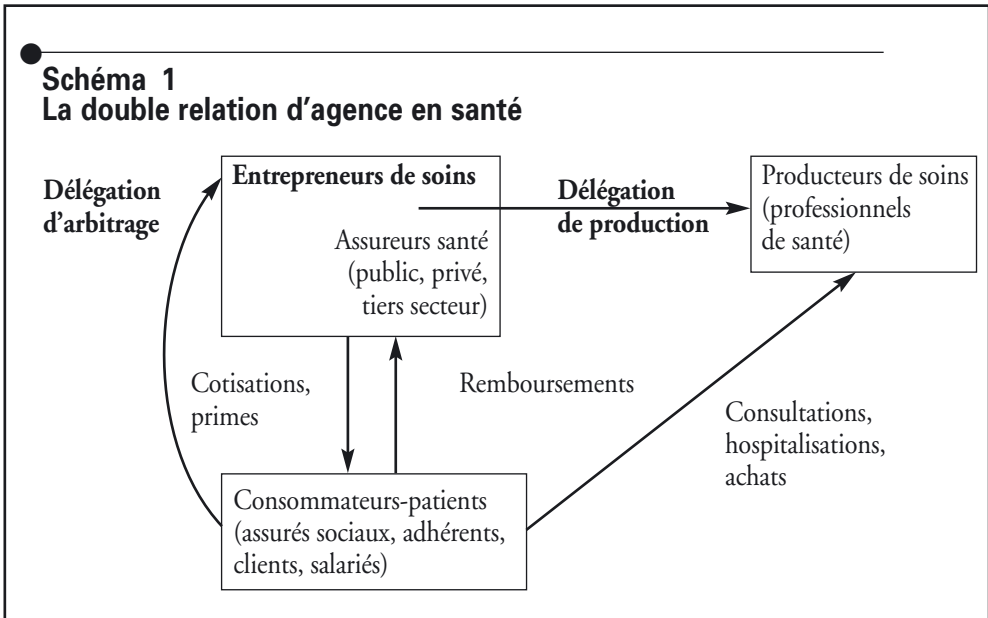 Schéma 1
La double relation d'agence en santé
Délégation
d'arbitrage
Entrepreneurs de soins
Assureurs santé
(public, privé,
tiers secteur)
Délégation
de production
Producteurs de soins
(professionnels
de santé)
Cotisations,
primes
Remboursements
Consultations,
hospitalisations,
achats
Consommateurs-patients
(assurés sociaux, adhérents,
clients, salariés)